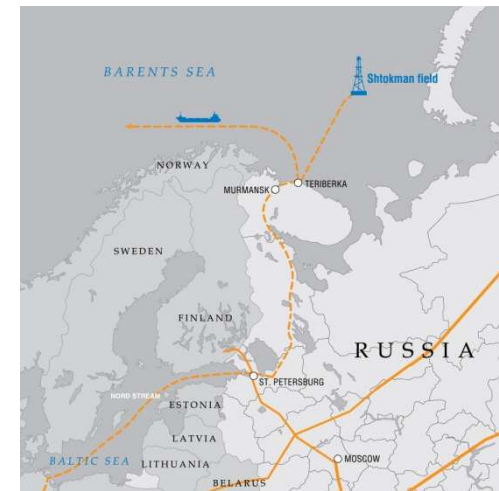 BARENTS SEA
Shtokman field
NORWAY
MURMANSK
TERIBERKA
SWEDEN
FINLAND
RUSSIA
ST. PETERSBURG
NORD STREAM
ESTONIA
LATVIA
BALTIC SEA
LITHUANIA
MOSCOW
BELARUS